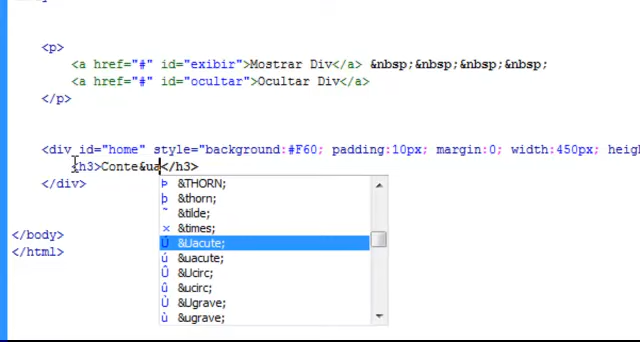 <p>
<a href="#" id="exibir">Mostrar Div</a> &nbsp;&nbsp;&nbsp;&nbsp;
<a href="#" id="ocultar">Ocultar Div</a>
</p>
<div id="home" style="background:#F60; padding:10px; margin:0; width:450px; heig
<h3>Conte&ua</h3>
</div>
Þ &THORN;
þ &thorn;
˜ &tilde;
× &times;
Ú &Uacute;
ú &uacute;
Û &Ucirc;
û &ucirc;
Ù &Ugrave;
ù &ugrave;
</body>
</html>